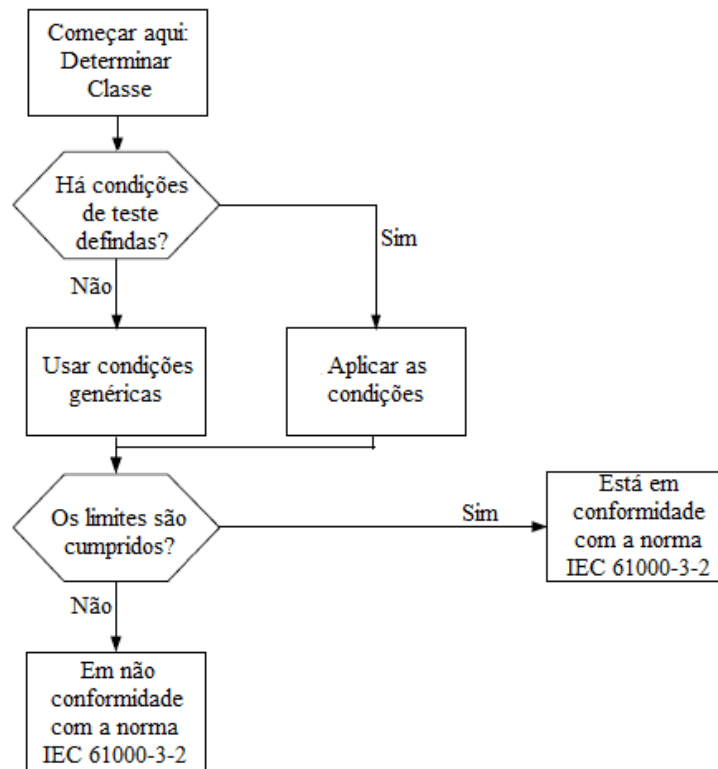 Começar aqui:
Determinar
Classe
Há condições
de teste
defindas?
Sim
Não
Usar condições
genéricas
Aplicar as
condições
Os limites são
cumpridos?
Sim
Está em
conformidade
com a norma
IEC 61000-3-2
Não
Em não
conformidade
com a norma
IEC 61000-3-2